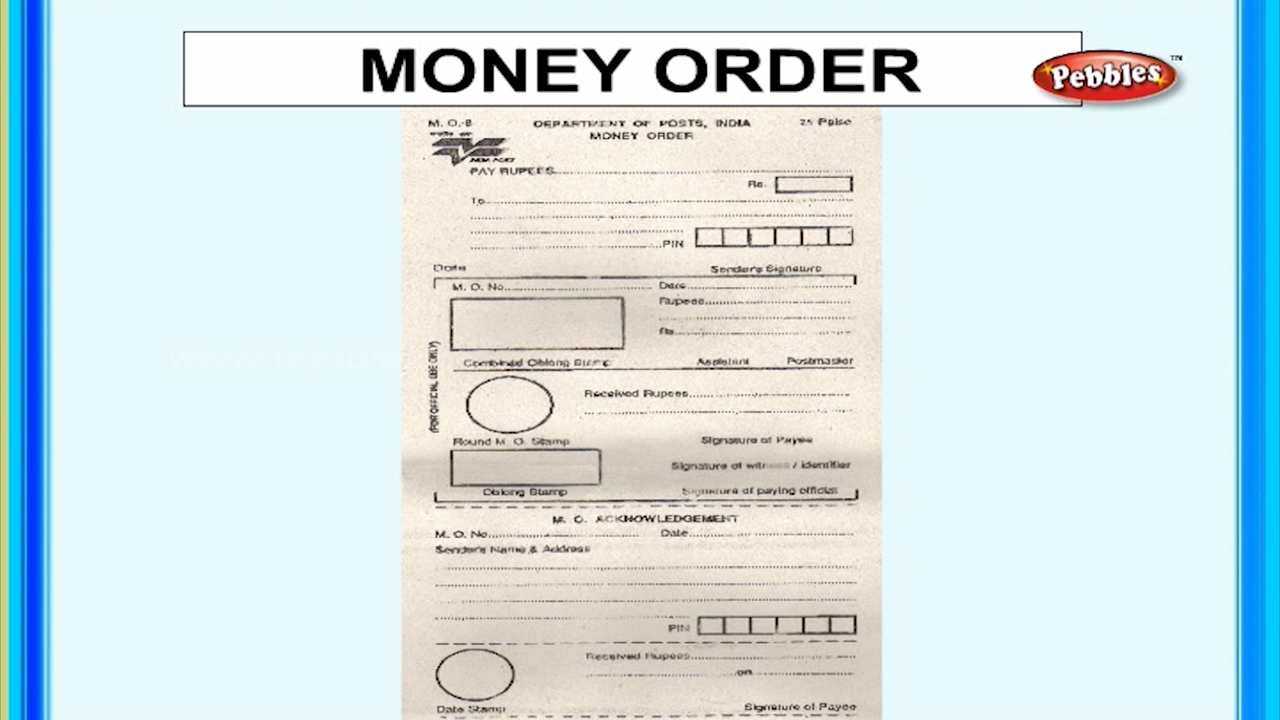 MONEY ORDER
Pebbles™
M. O.-8 DEPARTMENT OF POSTS, INDIA 25 Paise
MONEY ORDER
INDIA POST
PAY RUPEES
Rs.
To
PIN
Date Sender's Signature
M. O. No. Date
Rupees
Rs.
Combined Oblong Stamp Assistant Postmaster
(FOR OFFICIAL USE ONLY)
Received Rupees
Round M. O. Stamp Signature of Payee
Signature of witness / identifier
Oblong Stamp Signature of paying official
M. O. ACKNOWLEDGEMENT
M. O. No. Date
Sender's Name & Address
PIN
Received Rupees
on
Date Stamp Signature of Payee